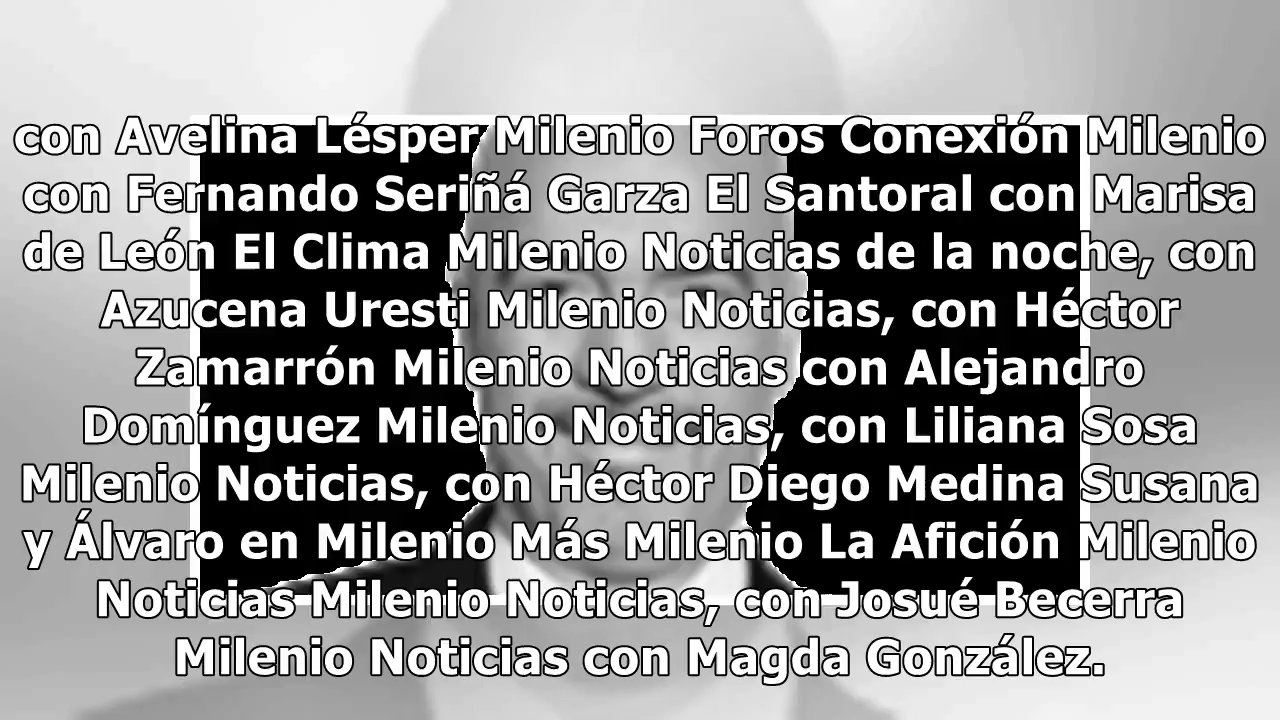 con Avelina Lésper Milenio Foros Conexión Milenio
con Fernando Seriñá Garza El Santoral con Marisa
de León El Clima Milenio Noticias de la noche, con
Azucena Uresti Milenio Noticias, con Héctor
Zamarrón Milenio Noticias con Alejandro
Domínguez Milenio Noticias, con Liliana Sosa
Milenio Noticias, con Héctor Diego Medina Susana
y Álvaro en Milenio Más Milenio La Afición Milenio
Noticias Milenio Noticias, con Josué Becerra
Milenio Noticias con Magda González.